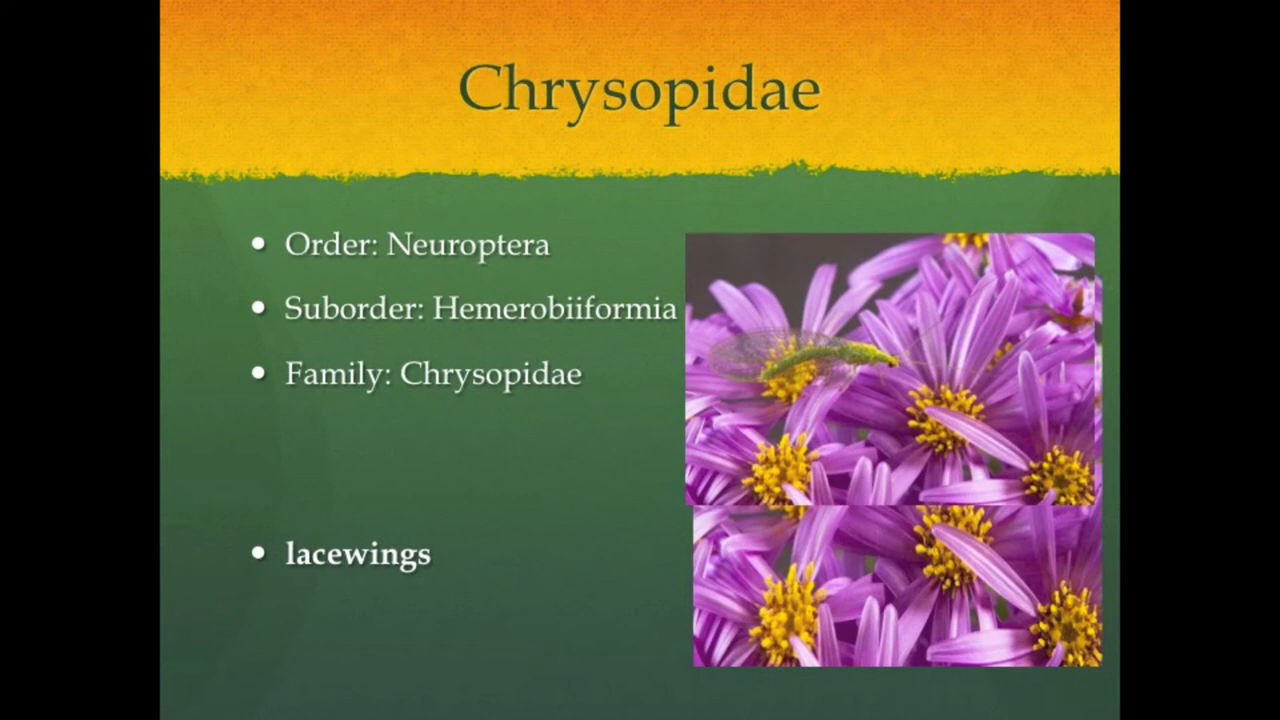 Chrysopidae
• Order: Neuroptera
• Suborder: Hemerobiiformia
• Family: Chrysopidae
• lacewings